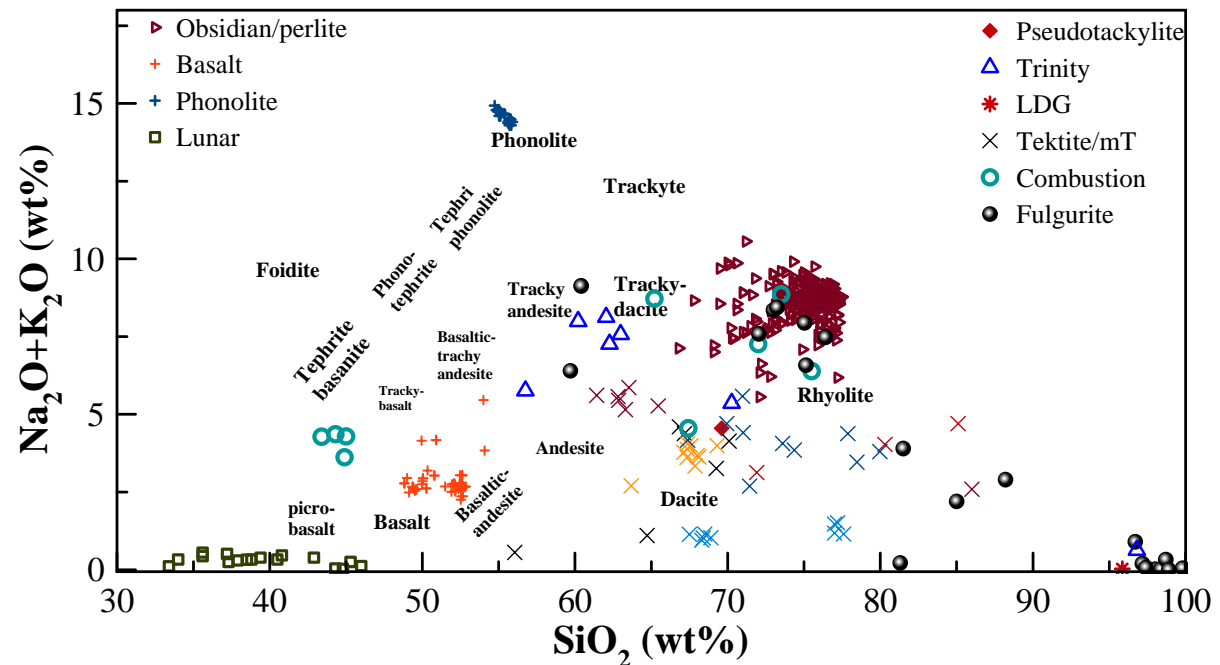 Obsidian/perlite
Basalt
Phonolite
Lunar
Pseudotackylite
Trinity
LDG
Tektite/mT
Combustion
Fulgurite
Phonolite
Trackyte
Tephri
phonolite
Foidite
Phono-
tephrite
Tracky
andesite
Tracky-
dacite
Tephrite
basanite
Basaltic-
trachy
andesite
Tracky-
basalt
Rhyolite
Andesite
Dacite
picro-
basalt
Basalt
Basaltic-
andesite
Na₂O+K₂O (wt%)
15
10
5
0
30
40
50
60
70
80
90
100
SiO₂ (wt%)